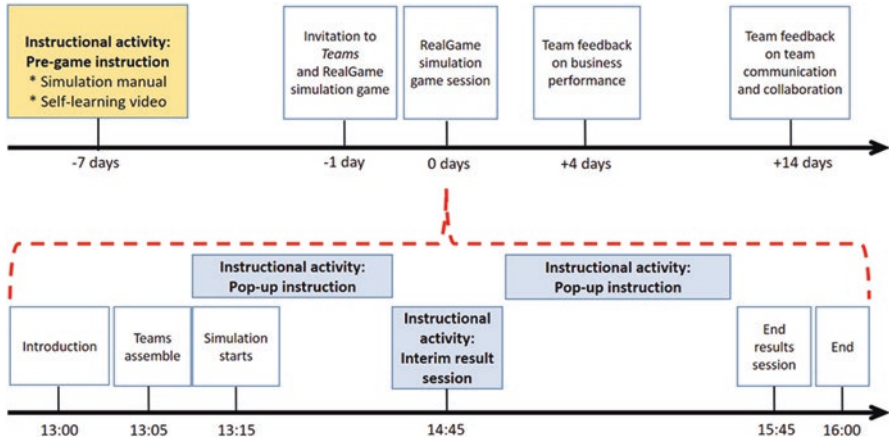 Instructional activity:
Pre-game instruction
* Simulation manual
* Self-learning video
Invitation to
Teams
and RealGame
simulation game
RealGame
simulation
game session
Team feedback
on business
performance
Team feedback
on team
communication
and collaboration
-7 days
-1 day
0 days
+4 days
+14 days
Instructional activity:
Pop-up instruction
Instructional activity:
Pop-up instruction
Introduction
Teams
assemble
Simulation
starts
Instructional
activity:
Interim result
session
End
results
session
End
13:00
13:05
13:15
14:45
15:45
16:00